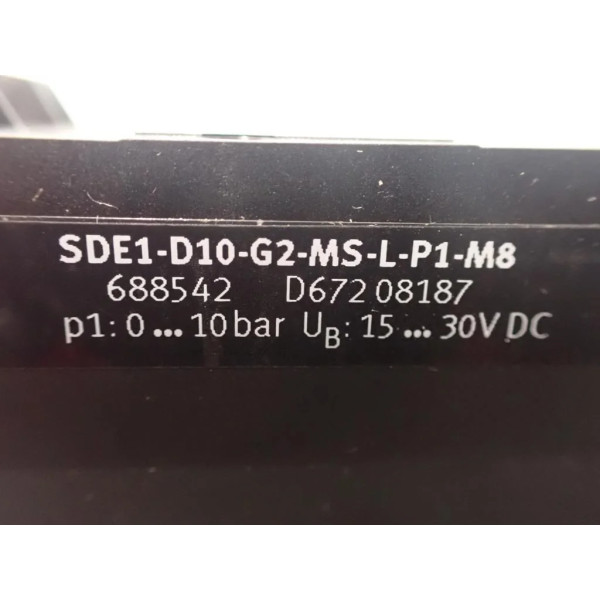 SDE1-D10-G2-MS-L-P1-M8
688542 D672 08187
p1: 0 ... 10 bar UB: 15 ... 30V DC